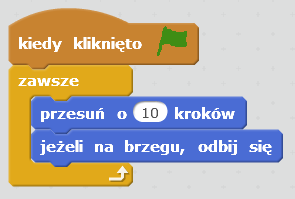 kiedy kliknięto
zawsze
przesuń o 10 kroków
jeżeli na brzegu, odbij się